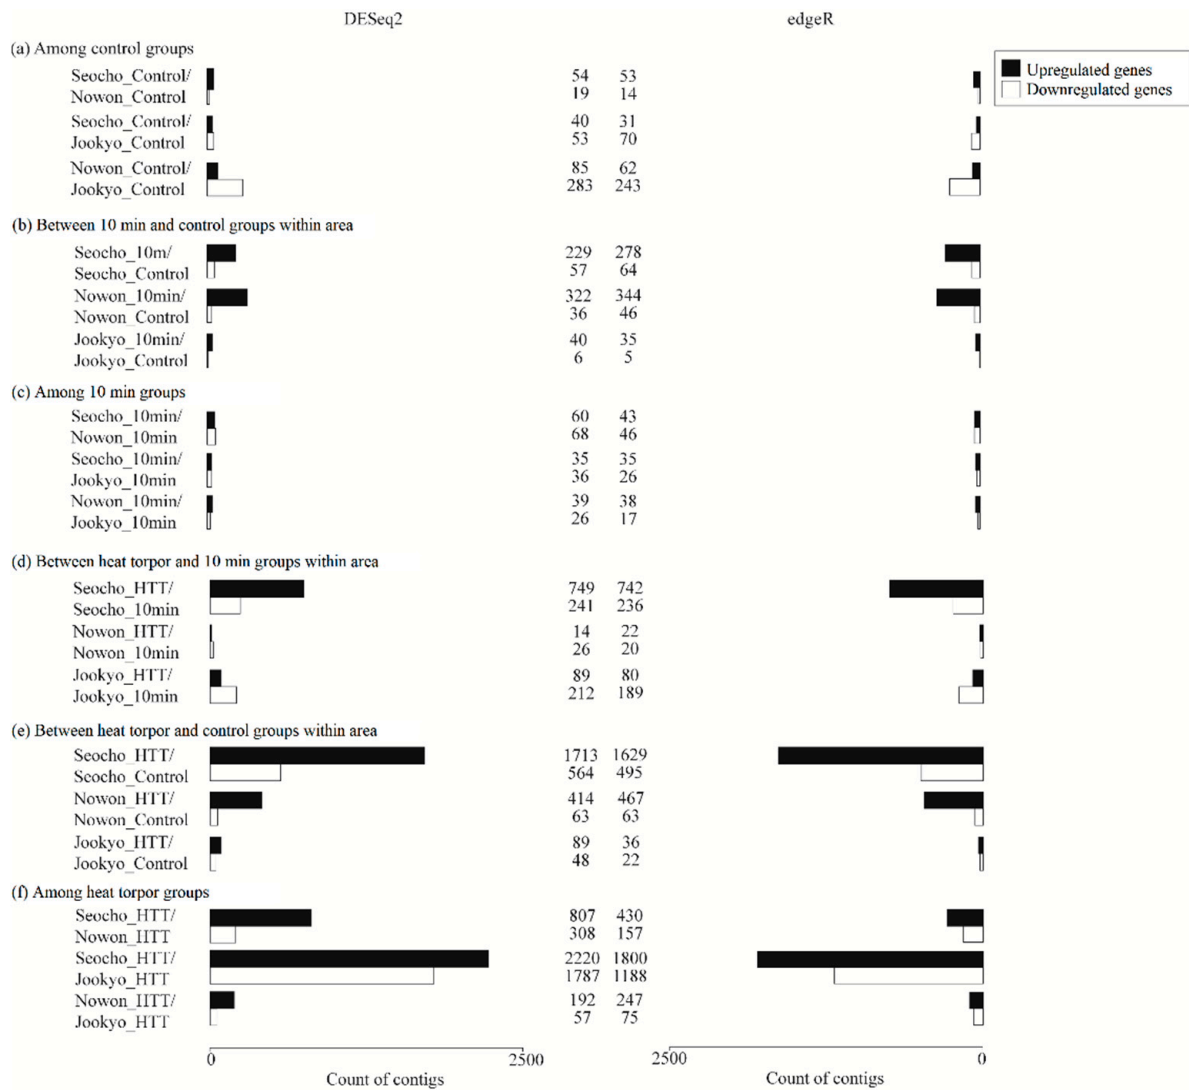 DESeq2 edgeR
(a) Among control groups
Upregulated genes
Downregulated genes
Seocho_Control/ 54 53
Nowon_Control 19 14
Seocho_Control/ 40 31
Jookyo_Control 53 70
Nowon_Control/ 85 62
Jookyo_Control 283 243
(b) Between 10 min and control groups within area
Seocho_10m/ 229 278
Seocho_Control 57 64
Nowon_10min/ 322 344
Nowon_Control 36 46
Jookyo_10min/ 40 35
Jookyo_Control 6 5
(c) Among 10 min groups
Seocho_10min/ 60 43
Nowon_10min 68 46
Seocho_10min/ 35 35
Jookyo_10min 36 26
Nowon_10min/ 39 38
Jookyo_10min 26 17
(d) Between heat torpor and 10 min groups within area
Seocho_HTT/ 749 742
Seocho_10min 241 236
Nowon_HTT/ 14 22
Nowon_10min 26 20
Jookyo_HTT/ 89 80
Jookyo_10min 212 189
(e) Between heat torpor and control groups within area
Seocho_HTT/ 1713 1629
Seocho_Control 564 495
Nowon_HTT/ 414 467
Nowon_Control 63 63
Jookyo_HTT/ 89 36
Jookyo_Control 48 22
(f) Among heat torpor groups
Seocho_HTT/ 807 430
Nowon_HTT 308 157
Seocho_HTT/ 2220 1800
Jookyo_HTT 1787 1188
Nowon_HTT/ 192 247
Jookyo_HTT 57 75
0 2500 2500 0
Count of contigs Count of contigs